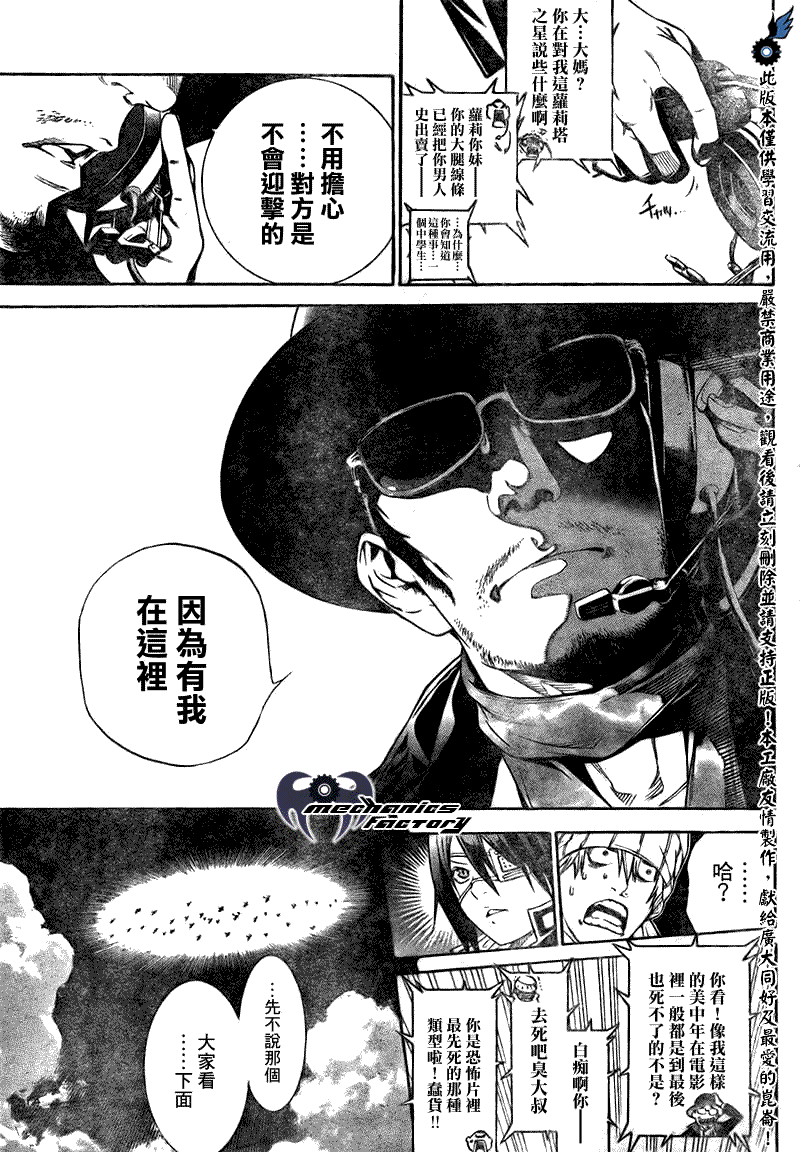 大…大媽？
你在對我這蘿莉塔
之星說些什麼啊
蘿莉你妹——
你的大腿線條
已經把你男人
史出賣了——
…為什麼…
你會知道
這種事…一
個中學生…
チャッ…
不用擔心
……對方是
不會迎擊的
因為有我
在這裡
……
哈？
你看！像我這樣
的美中年在電影
裡一般都是到最後
也死不了的不是？
白痴啊你——
去死吧臭大叔
你是恐怖片裡
最先死的那種
類型啦！蠢貨!!
…先不說那個
大家看
……下面
mechanics
factory
此版本僅供學習交流用，嚴禁商業用途，觀看後請立刻刪除並請支持正版！本工廠友情製作，獻給廣大同好及最愛的崑崙！